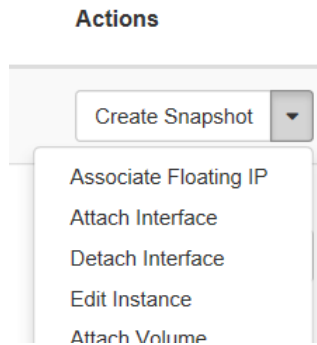 Actions
Create Snapshot
Associate Floating IP
Attach Interface
Detach Interface
Edit Instance
Attach Volume